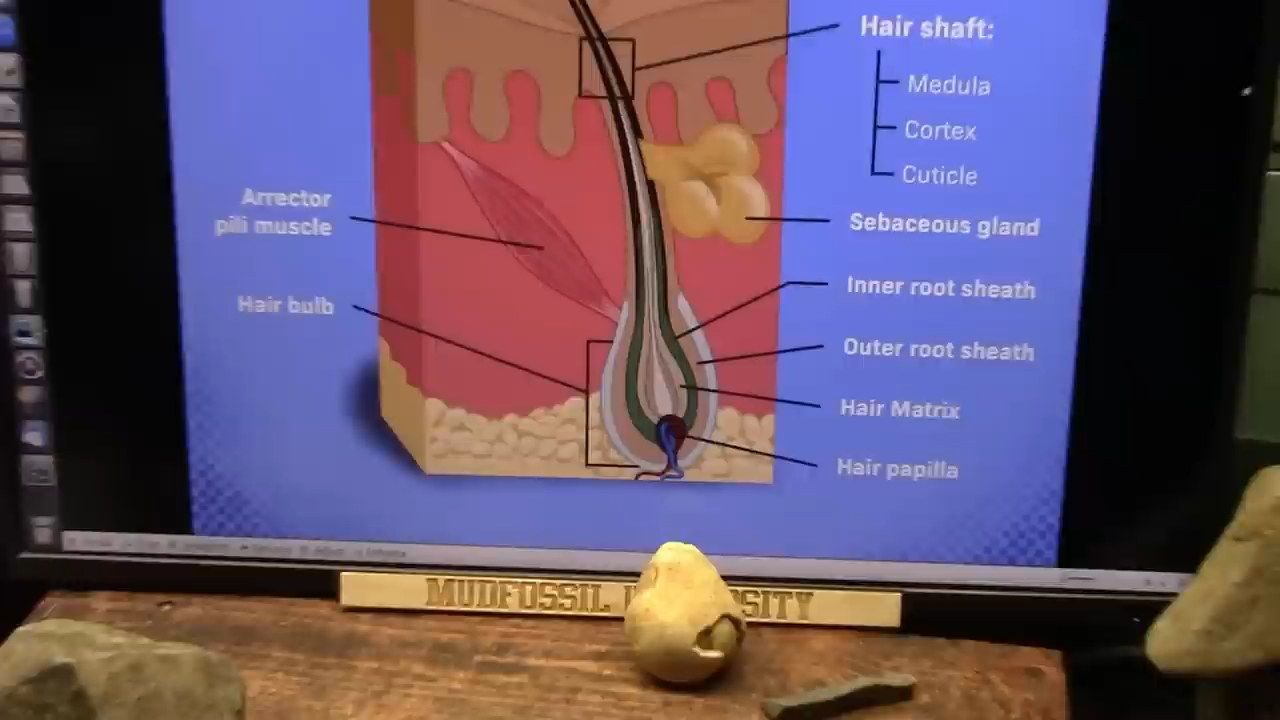 Hair shaft:
Medula
Cortex
Cuticle
Arrector
pili muscle
Sebaceous gland
Hair bulb
Inner root sheath
Outer root sheath
Hair Matrix
Hair papilla
MUDFOSSIL